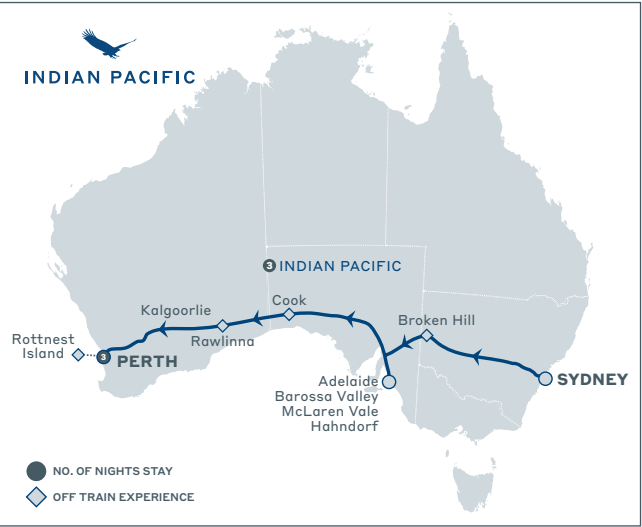 INDIAN PACIFIC
3 INDIAN PACIFIC
Cook
Kalgoorlie
Broken Hill
Rottnest
Island
Rawlinna
3 PERTH
Adelaide
Barossa Valley
McLaren Vale
Hahndorf
SYDNEY
NO. OF NIGHTS STAY
OFF TRAIN EXPERIENCE